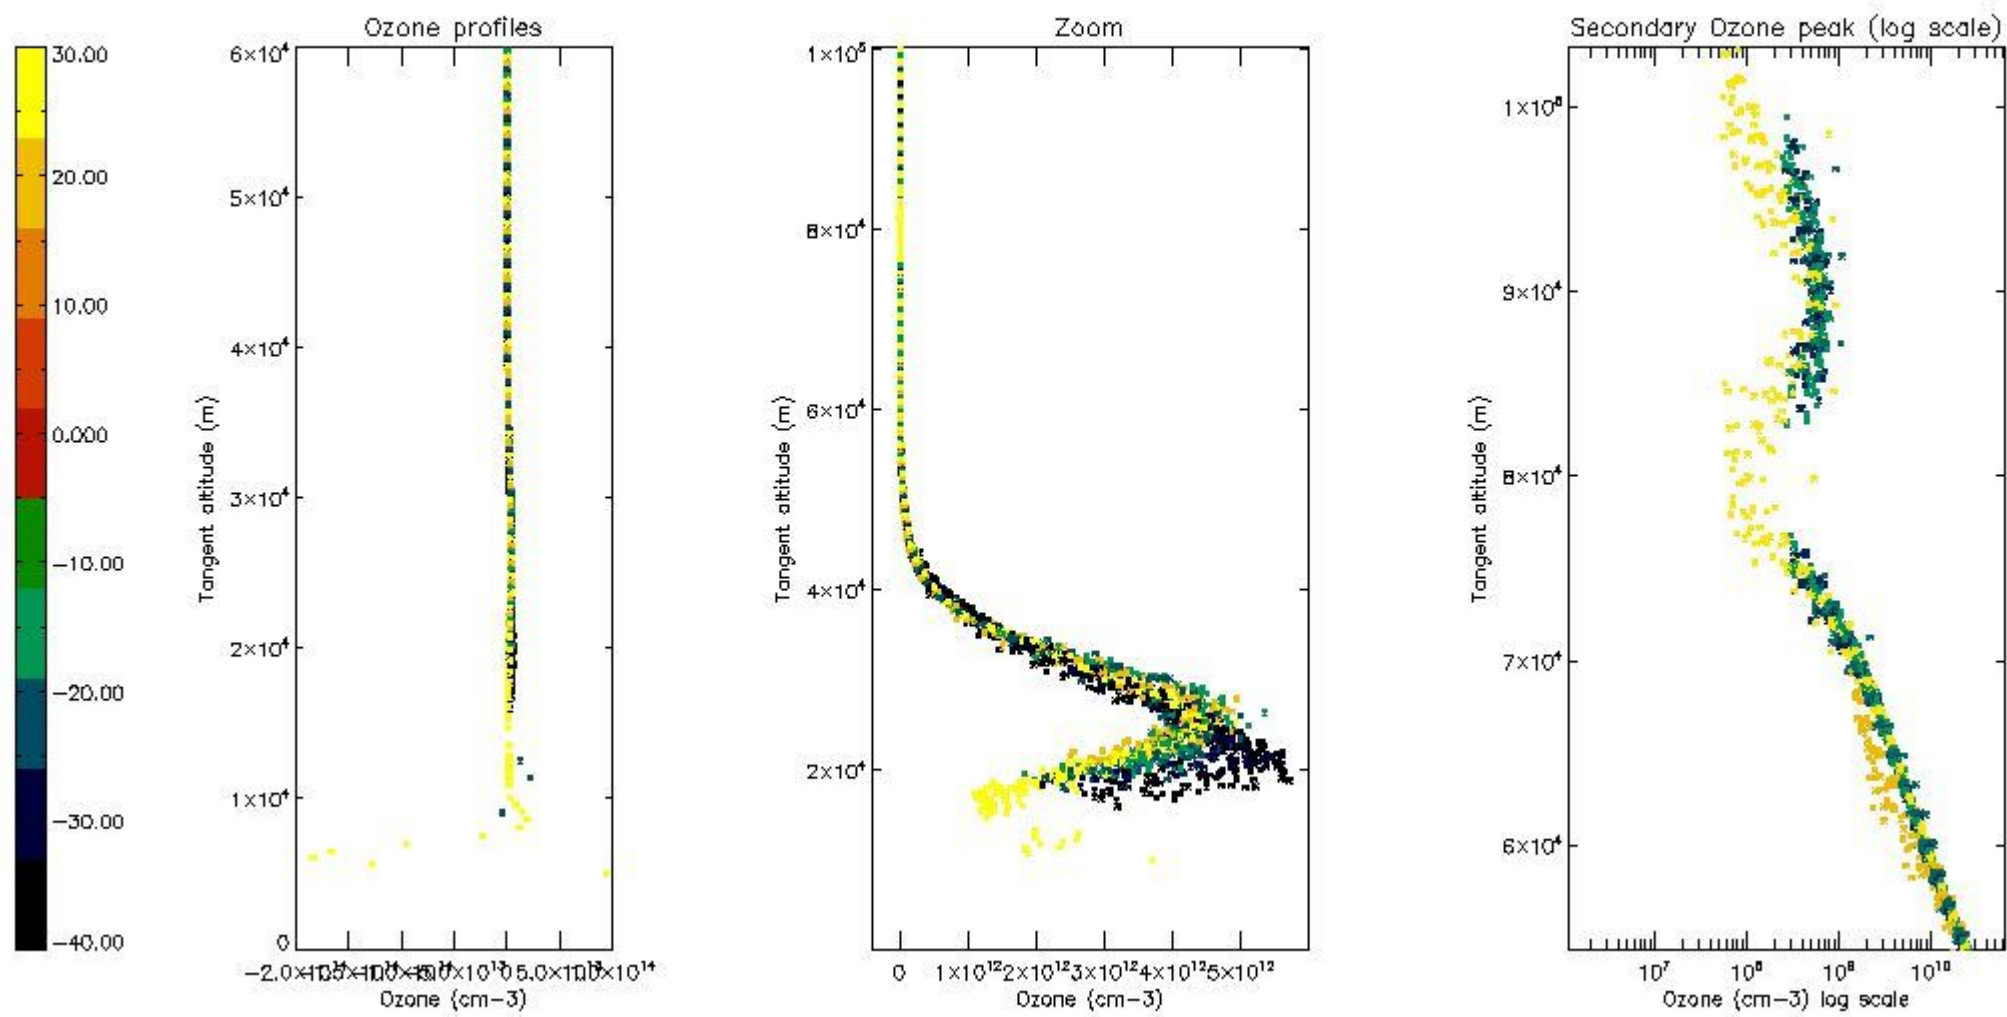 Ozone profiles
Zoom
Secondary Ozone peak (log scale)
30.00
20.00
10.00
0.000
−10.00
−20.00
−30.00
−40.00
6×10⁴
5×10⁴
4×10⁴
3×10⁴
2×10⁴
1×10⁴
0
Tangent altitude (m)
Ozone (cm−3)
1×10⁵
8×10⁴
6×10⁴
4×10⁴
2×10⁴
Tangent altitude (m)
0 1×10¹² 2×10¹² 3×10¹² 4×10¹² 5×10¹²
Ozone (cm−3)
9×10⁴
8×10⁴
7×10⁴
6×10⁴
Tangent altitude (m)
10⁷ 10⁸ 10⁹ 10¹⁰
Ozone (cm−3) log scale